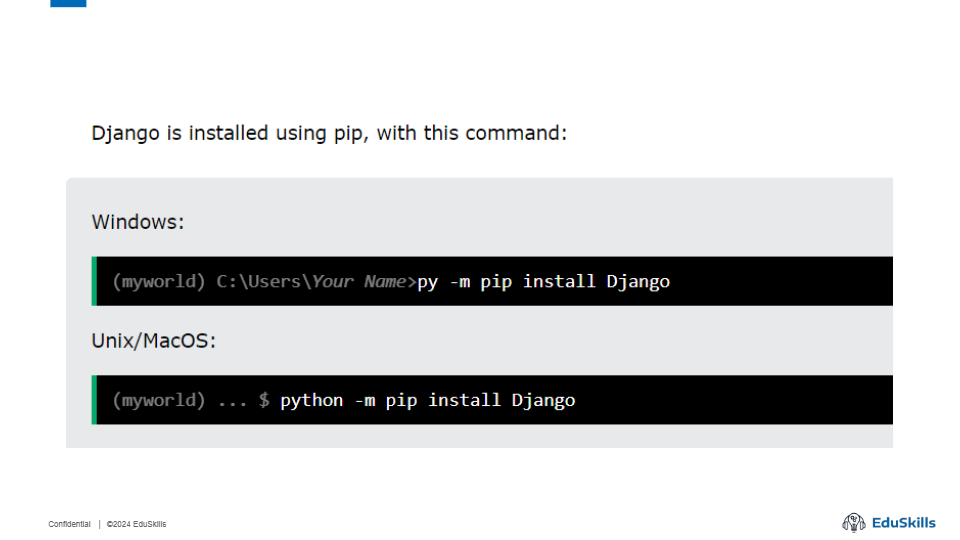 Django is installed using pip, with this command:
Windows:
(myworld) C:\Users\Your Name>py -m pip install Django
Unix/MacOS:
(myworld) ... $ python -m pip install Django
Confidential | ©2024 EduSkills
EduSkills